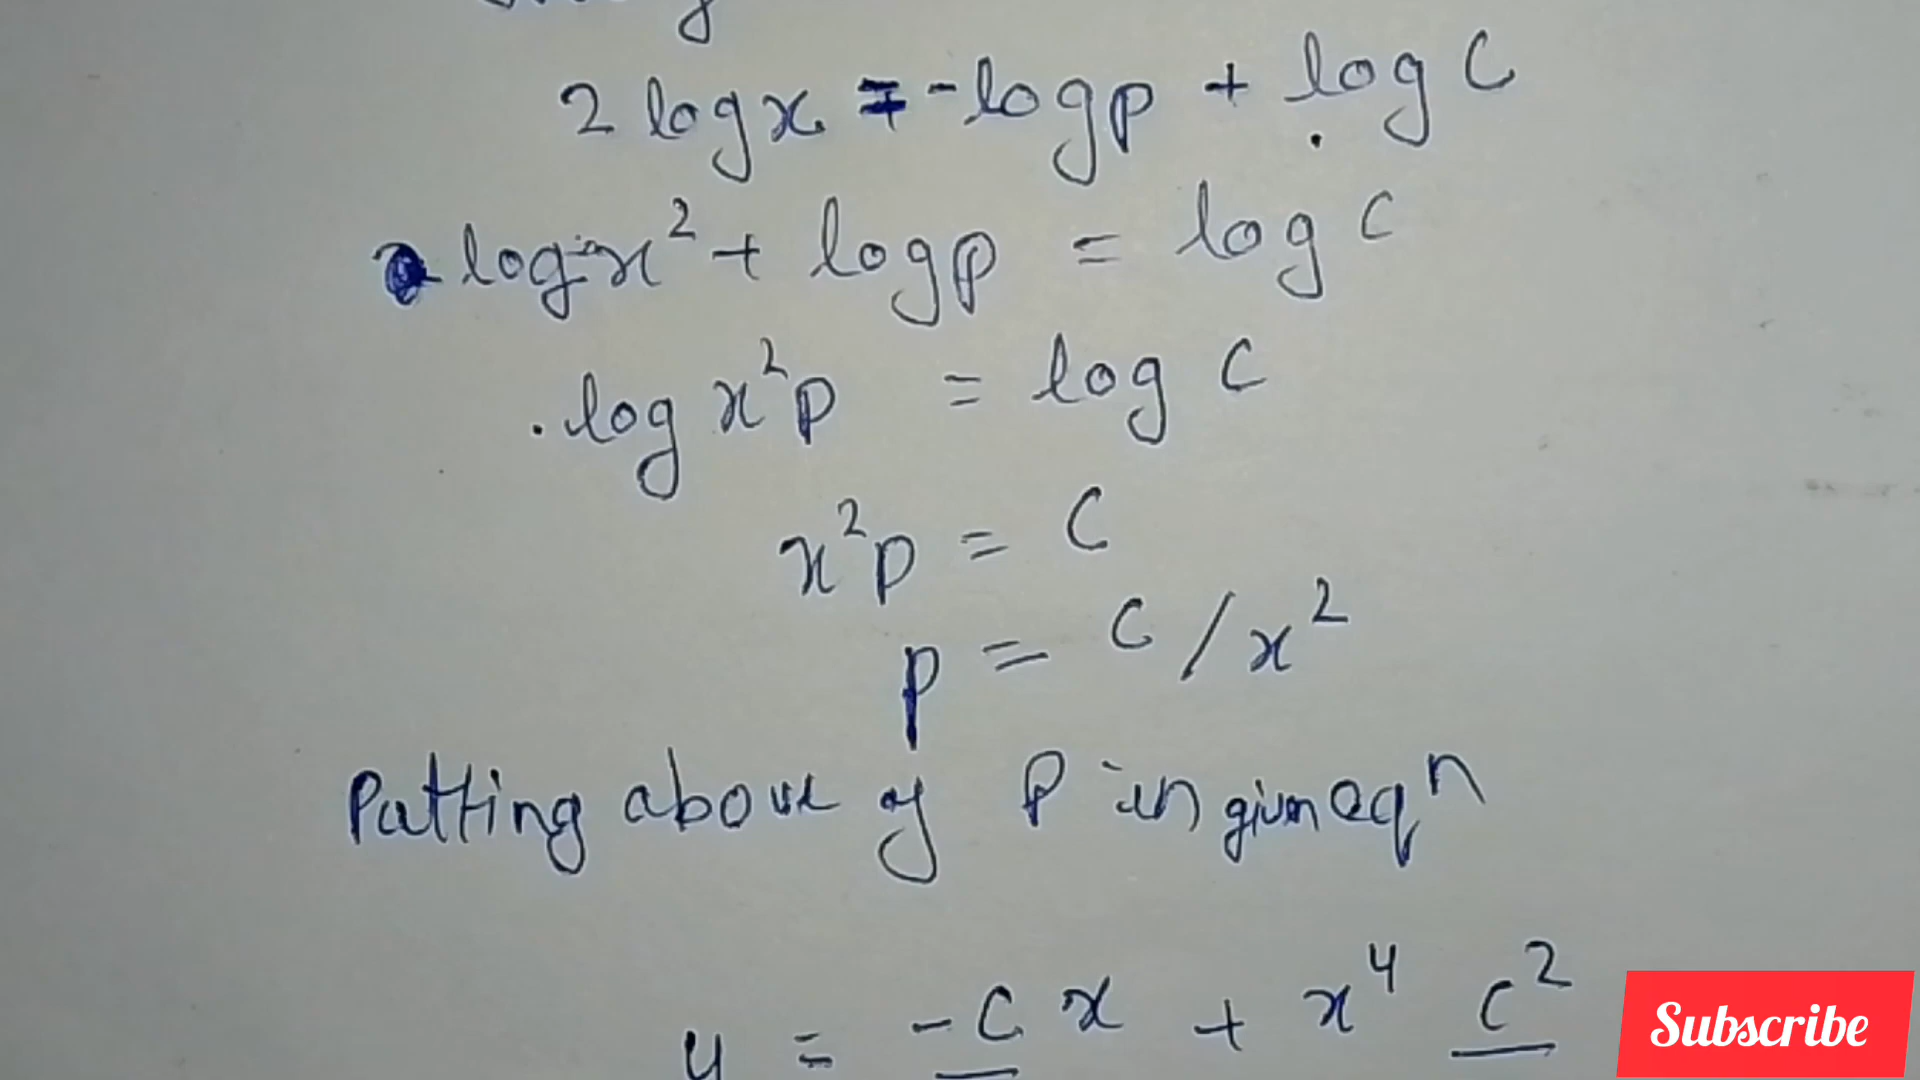 2 log x = -log p + log C
log x² + log p = log C
log x²p = log C
x²p = C
p = C / x²
Putting above of P in given eqⁿ
y = -C x + x⁴ C²
Subscribe